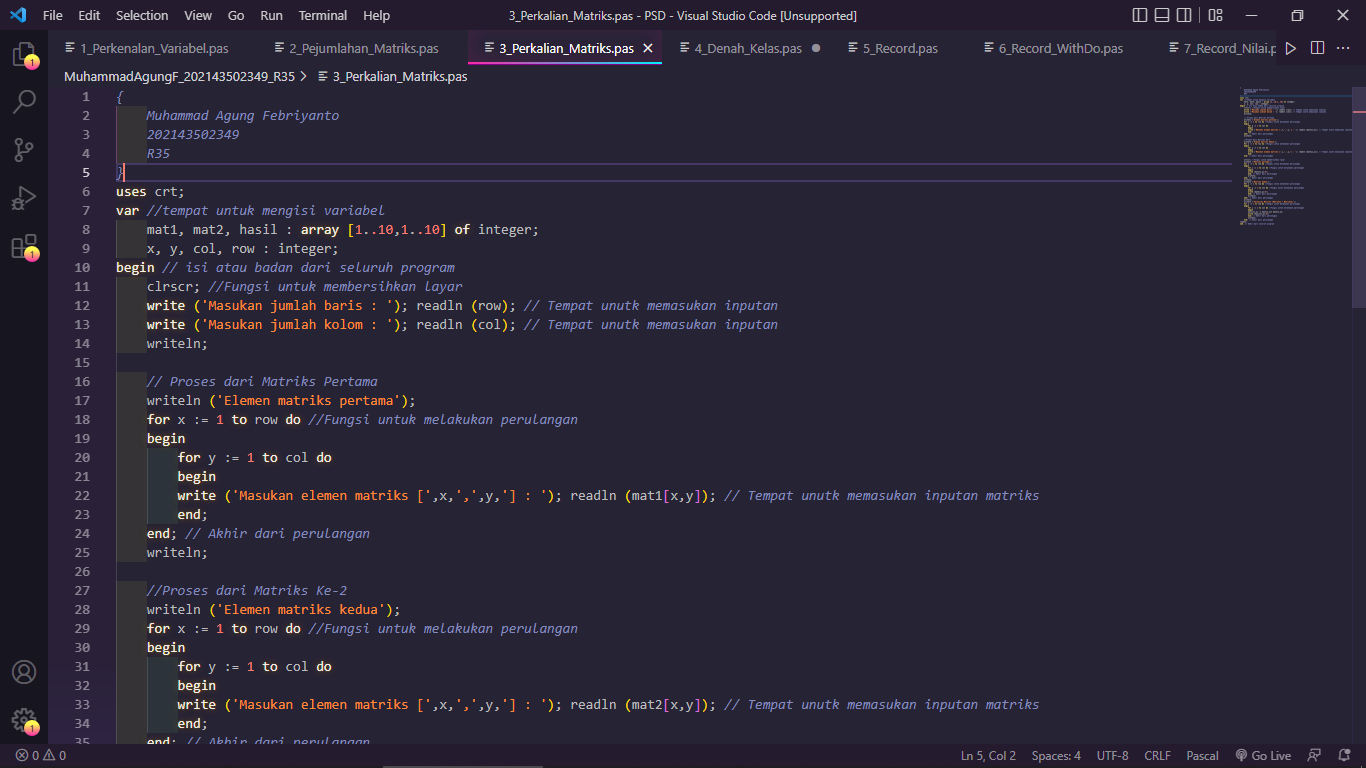 File Edit Selection View Go Run Terminal Help 3_Perkalian_Matriks.pas - PSD - Visual Studio Code [Unsupported]
1_Perkenalan_Variabel.pas 2_Pejumlahan_Matriks.pas 3_Perkalian_Matriks.pas 4_Denah_Kelas.pas 5_Record.pas 6_Record_WithDo.pas 7_Record_Nilai.p
MuhammadAgungF_202143502349_R35 > 3_Perkalian_Matriks.pas
1 {
2 Muhammad Agung Febriyanto
3 202143502349
4 R35
5 }
6 uses crt;
7 var //tempat untuk mengisi variabel
8 mat1, mat2, hasil : array [1..10,1..10] of integer;
9 x, y, col, row : integer;
10 begin // isi atau badan dari seluruh program
11 clrscr; //Fungsi untuk membersihkan layar
12 write ('Masukan jumlah baris : '); readln (row); // Tempat unutk memasukan inputan
13 write ('Masukan jumlah kolom : '); readln (col); // Tempat unutk memasukan inputan
14 writeln;
15
16 // Proses dari Matriks Pertama
17 writeln ('Elemen matriks pertama');
18 for x := 1 to row do //Fungsi untuk melakukan perulangan
19 begin
20 for y := 1 to col do
21 begin
22 write ('Masukan elemen matriks [',x,',',y,'] : '); readln (mat1[x,y]); // Tempat unutk memasukan inputan matriks
23 end;
24 end; // Akhir dari perulangan
25 writeln;
26
27 //Proses dari Matriks Ke-2
28 writeln ('Elemen matriks kedua');
29 for x := 1 to row do //Fungsi untuk melakukan perulangan
30 begin
31 for y := 1 to col do
32 begin
33 write ('Masukan elemen matriks [',x,',',y,'] : '); readln (mat2[x,y]); // Tempat unutk memasukan inputan matriks
34 end;
35 end; // Akhir dari perulangan
0 0 Ln 5, Col 2 Spaces: 4 UTF-8 CRLF Pascal Go Live